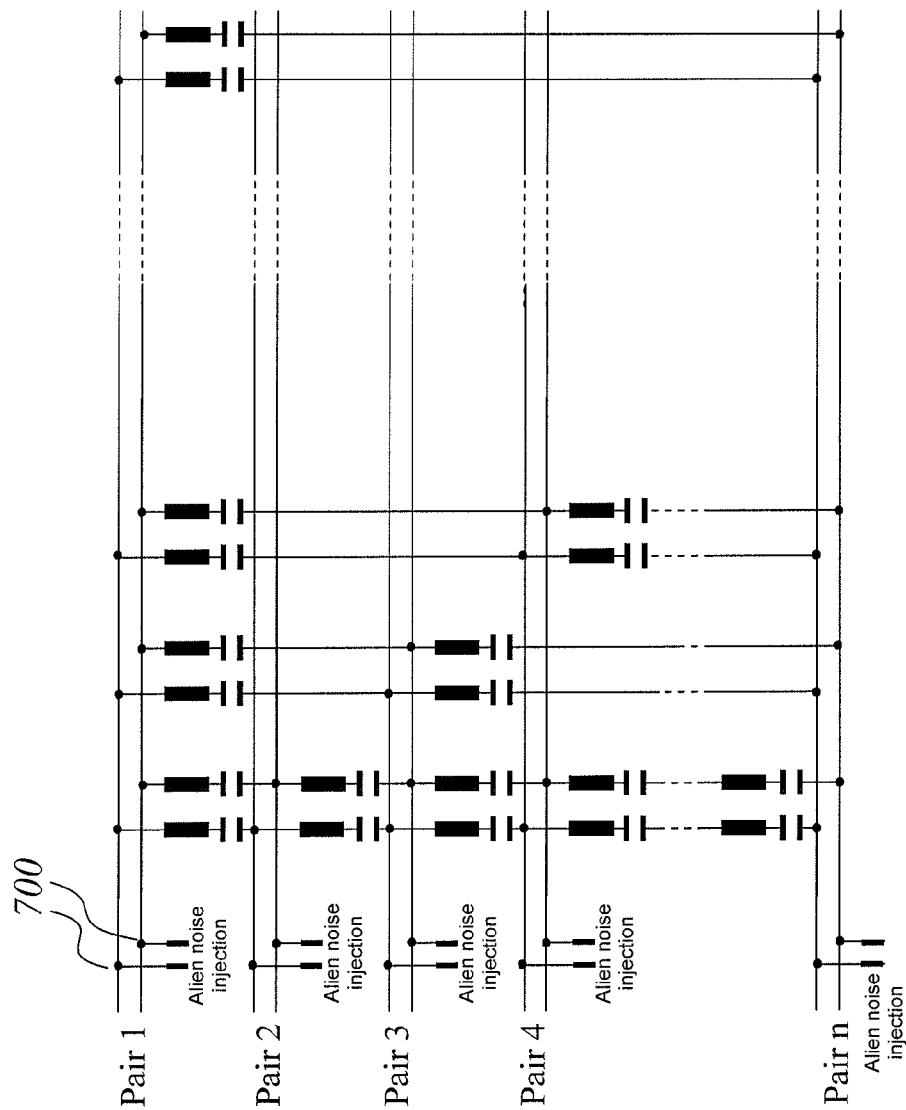 700
Pair 1
Alien noise
injection
Pair 2
Alien noise
injection
Pair 3
Alien noise
injection
Pair 4
Alien noise
injection
Pair n
Alien noise
injection